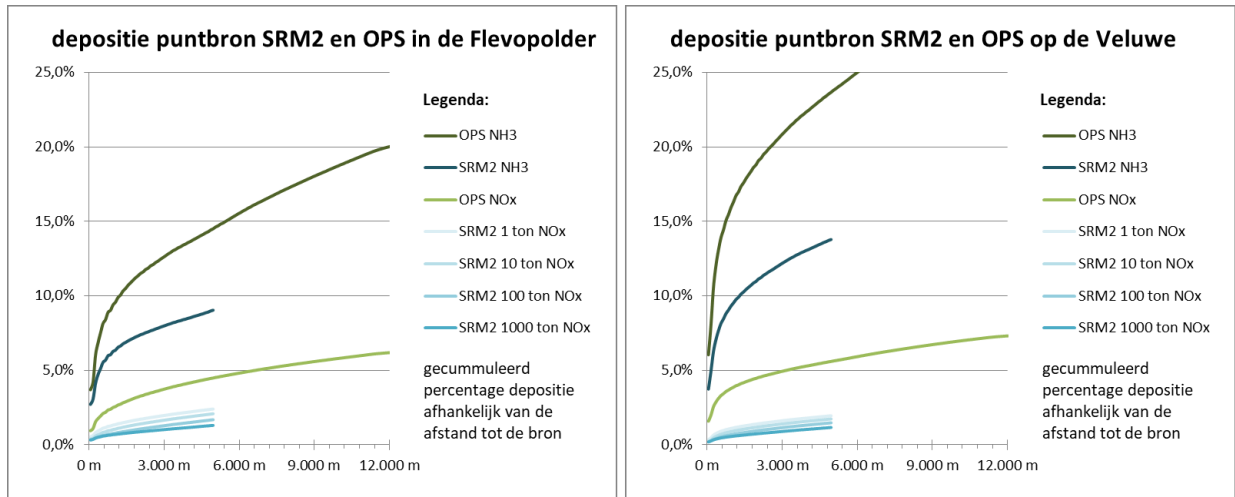 depositie puntbron SRM2 en OPS in de Flevopolder
25,0%
20,0%
15,0%
10,0%
5,0%
0,0%
0 m
3.000 m
6.000 m
9.000 m
12.000 m
Legenda:
OPS NH3
SRM2 NH3
OPS NOx
SRM2 1 ton NOx
SRM2 10 ton NOx
SRM2 100 ton NOx
SRM2 1000 ton NOx
gecummuleerd
percentage depositie
afhankelijk van de
afstand tot de bron
depositie puntbron SRM2 en OPS op de Veluwe
25,0%
20,0%
15,0%
10,0%
5,0%
0,0%
0 m
3.000 m
6.000 m
9.000 m
12.000 m
Legenda:
OPS NH3
SRM2 NH3
OPS NOx
SRM2 1 ton NOx
SRM2 10 ton NOx
SRM2 100 ton NOx
SRM2 1000 ton NOx
gecummuleerd
percentage depositie
afhankelijk van de
afstand tot de bron